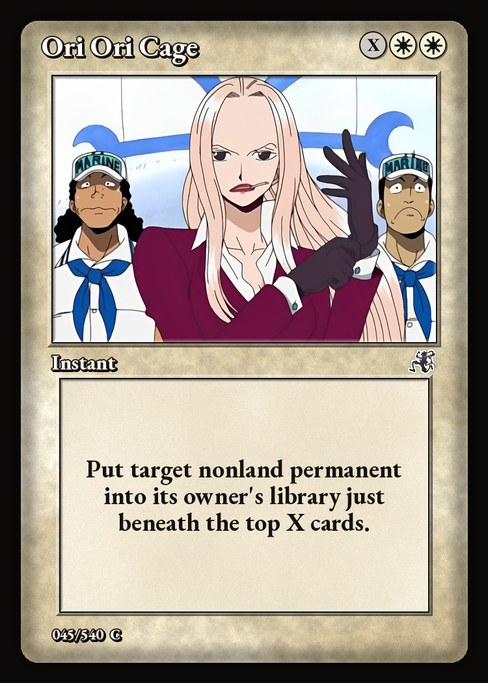 Ori Ori Cage X
MARINE MARINE
Instant
Put target nonland permanent
into its owner's library just
beneath the top X cards.
045/540 C